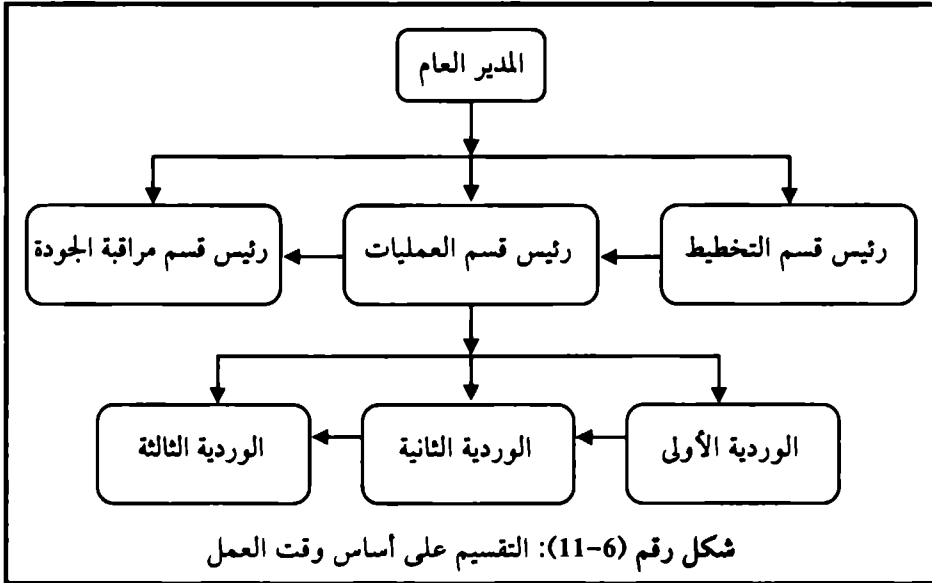 المدير العام
رئيس قسم التخطيط
رئيس قسم العمليات
رئيس قسم مراقبة الجودة
الوردية الأولى
الوردية الثانية
الوردية الثالثة
شكل رقم (6-11): التقسيم على أساس وقت العمل